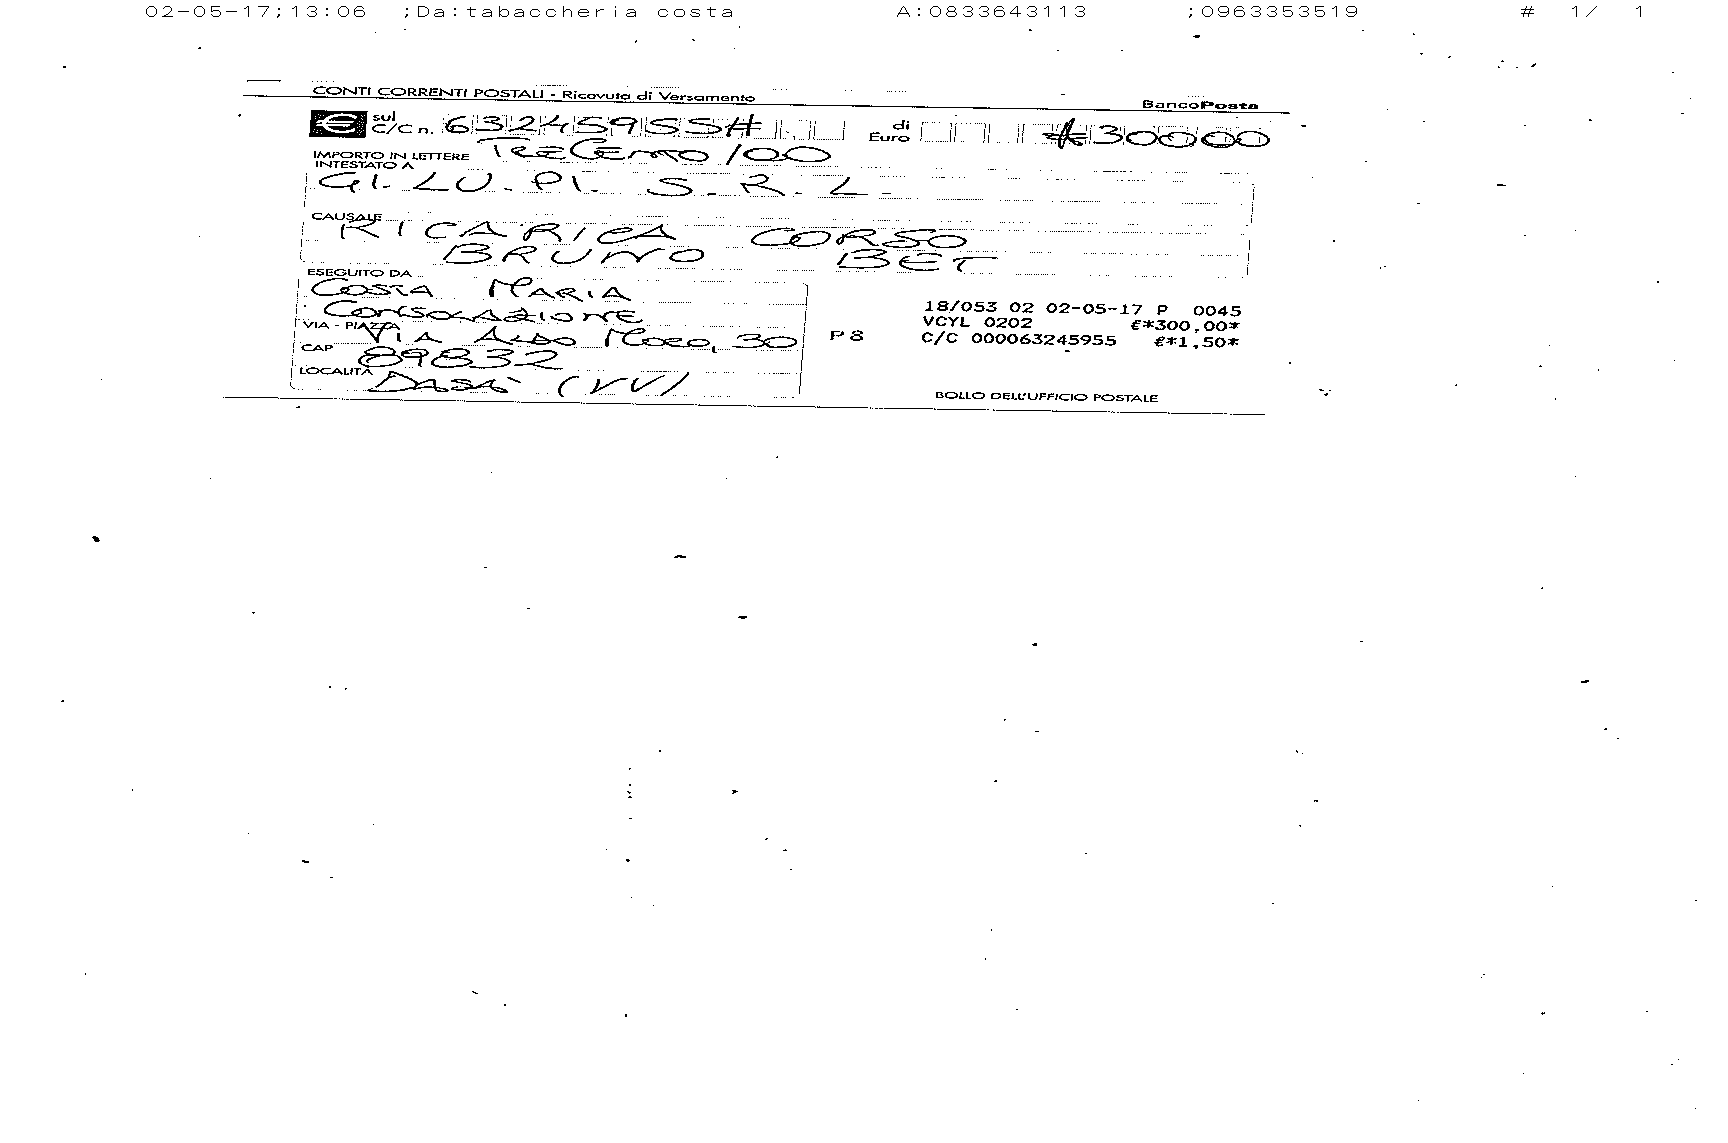 02-05-17;13:06 ;Da:tabaccheria costa A:0833643113 ;0963353519 # 1/ 1
CONTI CORRENTI POSTALI - Ricevuta di Versamento BancoPosta
€ sul C/C n. 63245955# di Euro #30000
IMPORTO IN LETTERE TRECENTO/00
INTESTATO A
GI.LU.PI. S.R.L.
CAUSALE
RICARICA CORSO
BRUNO BET
ESEGUITO DA
COSTA MARIA
CONSOLAZIONE
VIA - PIAZZA VIA ALDO MORO, 30
CAP 89832
LOCALITÀ DASÀ (VV)
18/053 02 02-05-17 P 0045
VCYL 0202 €*300,00*
P 8 C/C 000063245955 €*1,50*
BOLLO DELL'UFFICIO POSTALE